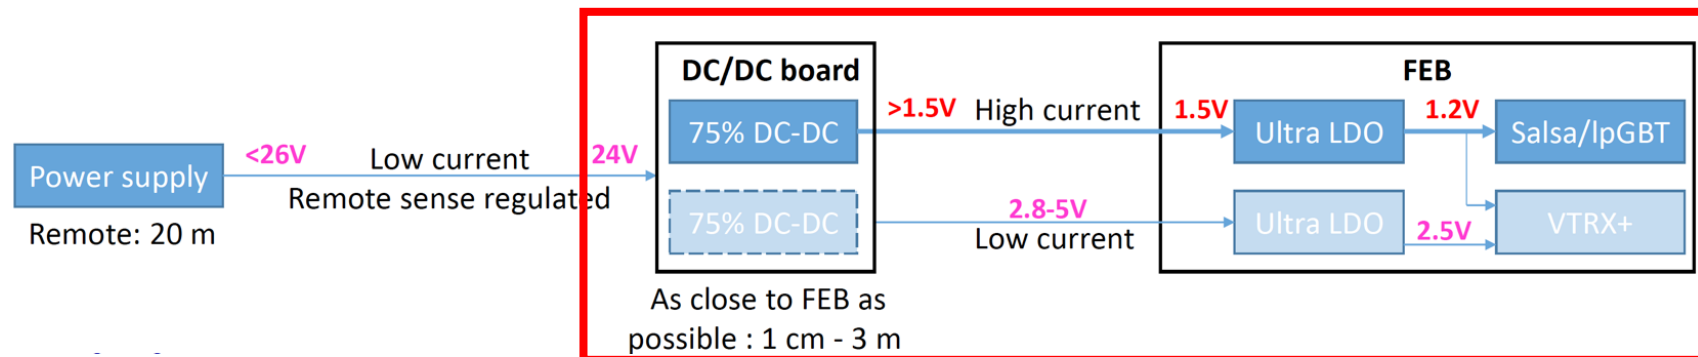 DC/DC board
FEB
75% DC-DC
>1.5V
High current
1.5V
Ultra LDO
1.2V
Salsa/lpGBT
Power supply
<26V
Low current
24V
Remote sense regulated
Remote: 20 m
75% DC-DC
2.8-5V
Low current
Ultra LDO
2.5V
VTRX+
As close to FEB as
possible : 1 cm - 3 m